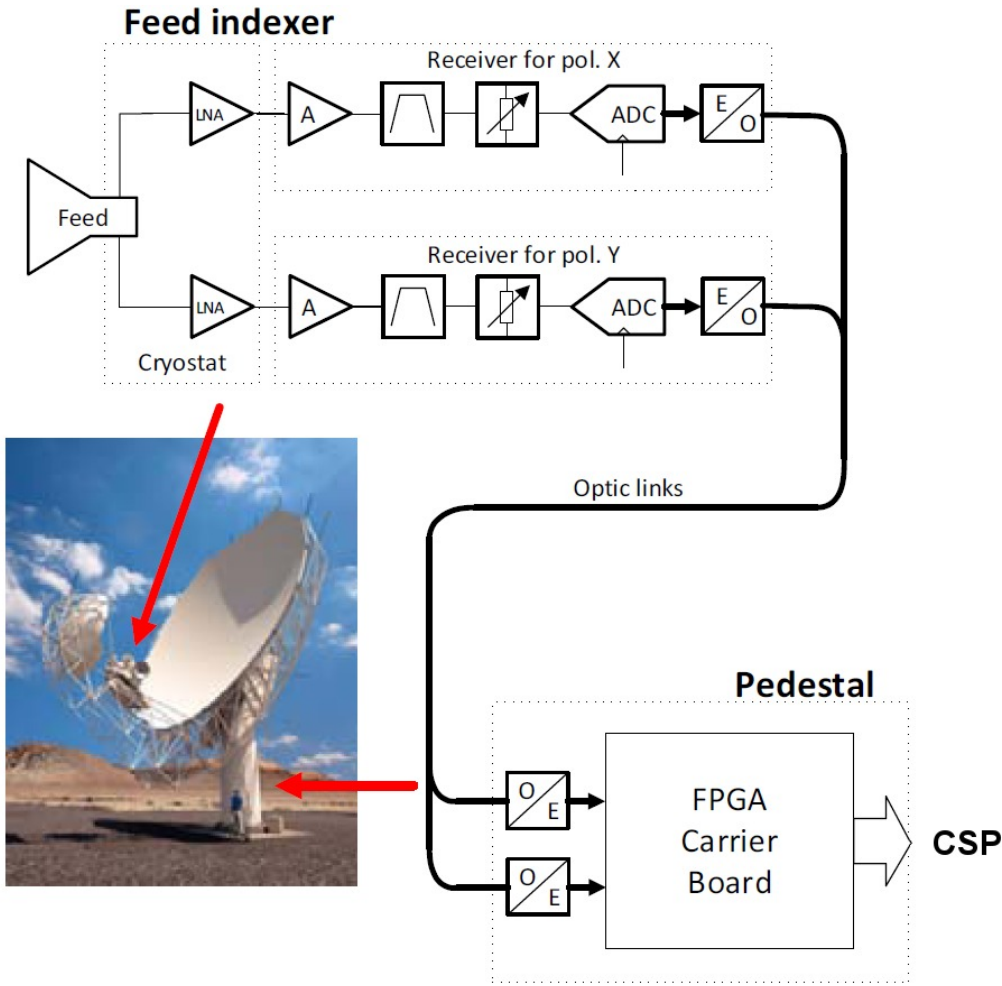 Feed indexer
Receiver for pol. X
LNA
A
ADC
E
O
Feed
Receiver for pol. Y
LNA
A
ADC
E
O
Cryostat
Optic links
Pedestal
O
E
O
E
FPGA
Carrier
Board
CSP